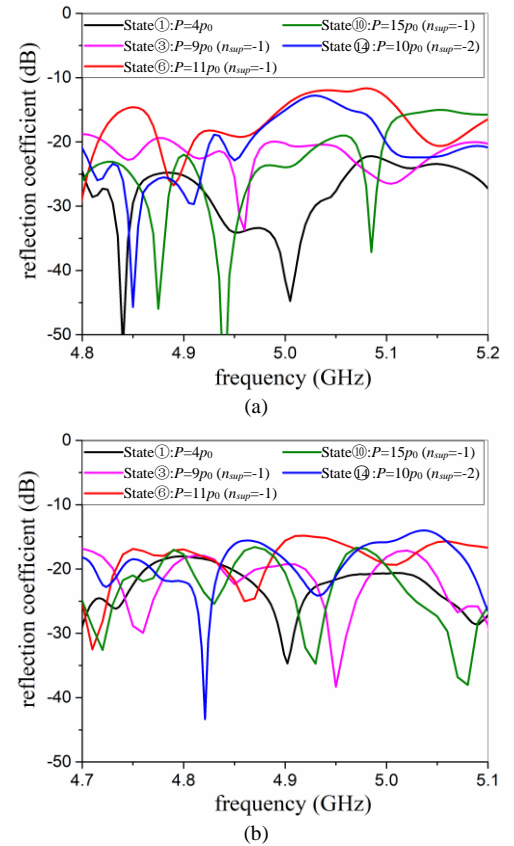 0
-10
-20
-30
-40
-50
reflection coefficient (dB)
State①:P=4p0
State⑩:P=15p0 (nsup=-1)
State③:P=9p0 (nsup=-1)
State⑭:P=10p0 (nsup=-2)
State⑥:P=11p0 (nsup=-1)
4.8 4.9 5.0 5.1 5.2
frequency (GHz)
(a)
0
-10
-20
-30
-40
-50
reflection coefficient (dB)
State①:P=4p0
State⑩:P=15p0 (nsup=-1)
State③:P=9p0 (nsup=-1)
State⑭:P=10p0 (nsup=-2)
State⑥:P=11p0 (nsup=-1)
4.7 4.8 4.9 5.0 5.1
frequency (GHz)
(b)